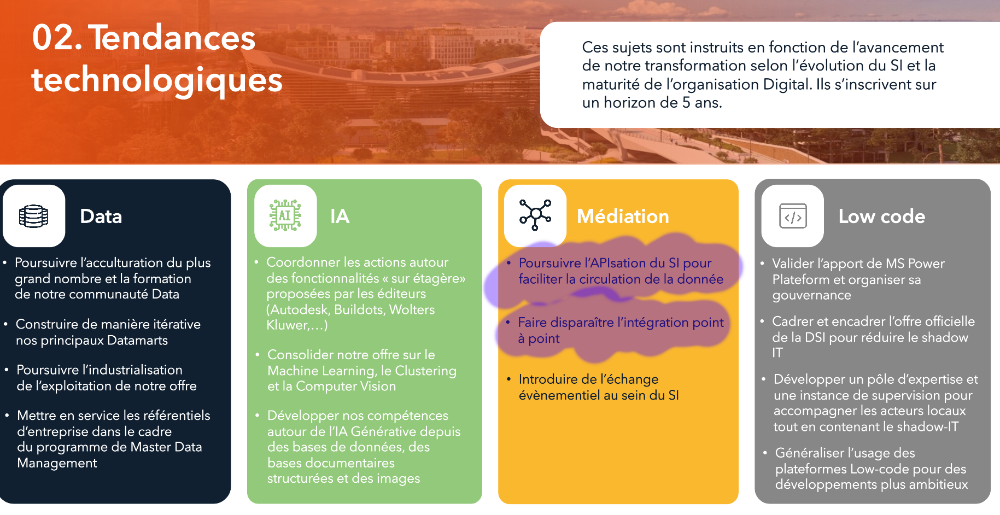 02. Tendances
technologiques
Ces sujets sont instruits en fonction de l’avancement
de notre transformation selon l’évolution du SI et la
maturité de l’organisation Digital. Ils s’inscrivent sur
un horizon de 5 ans.
Data
• Poursuivre l’acculturation du plus
grand nombre et la formation
de notre communauté Data
• Construire de manière itérative
nos principaux Datamarts
• Poursuivre l’industrialisation
de l’exploitation de notre offre
• Mettre en service les référentiels
d’entreprise dans le cadre
du programme de Master Data
Management
AI
IA
• Coordonner les actions autour
des fonctionnalités « sur étagère»
proposées par les éditeurs
(Autodesk, Buildots, Wolters
Kluwer,…)
• Consolider notre offre sur le
Machine Learning, le Clustering
et la Computer Vision
• Développer nos compétences
autour de l’IA Générative depuis
des bases de données, des
bases documentaires
structurées et des images
Médiation
• Poursuivre l’APIsation du SI pour
faciliter la circulation de la donnée
• Faire disparaître l’intégration point
à point
• Introduire de l’échange
évènementiel au sein du SI
</>
Low code
• Valider l’apport de MS Power
Plateform et organiser sa
gouvernance
• Cadrer et encadrer l’offre officielle
de la DSI pour réduire le shadow
IT
• Développer un pôle d’expertise et
une instance de supervision pour
accompagner les acteurs locaux
tout en contenant le shadow-IT
• Généraliser l’usage des
plateformes Low-code pour des
développements plus ambitieux